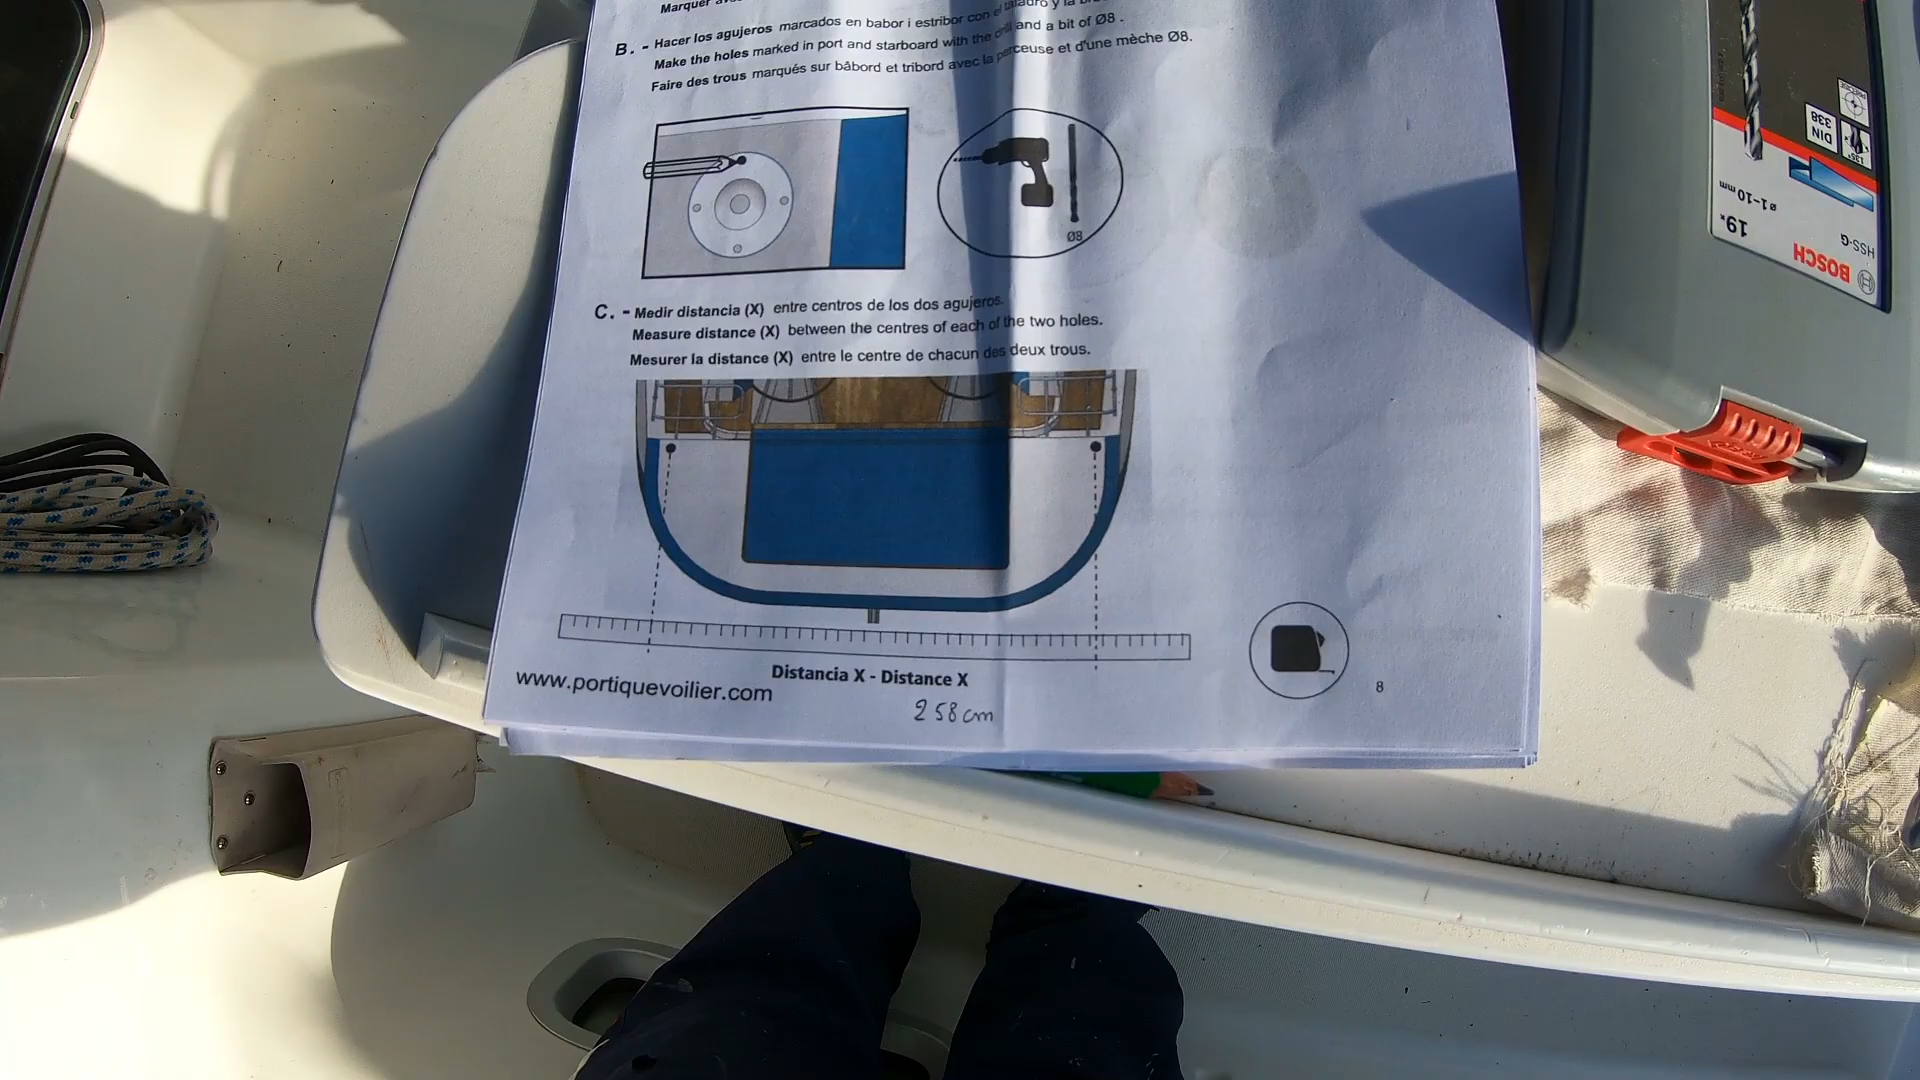 Marquer
B. - Hacer los agujeros marcados en babor i estribor con el taladro y la
Make the holes marked in port and starboard with the drill and a bit of Ø8 .
Faire des trous marqués sur bâbord et tribord avec la perceuse et d'une mèche Ø8.
Ø8
C. - Medir distancia (X) entre centros de los dos agujeros.
Measure distance (X) between the centres of each of the two holes.
Mesurer la distance (X) entre le centre de chacun des deux trous.
Distancia X - Distance X
www.portiquevoilier.com
258cm
8
BOSCH
HSS-G
19x
ø 1-10 mm
DIN
338
135°